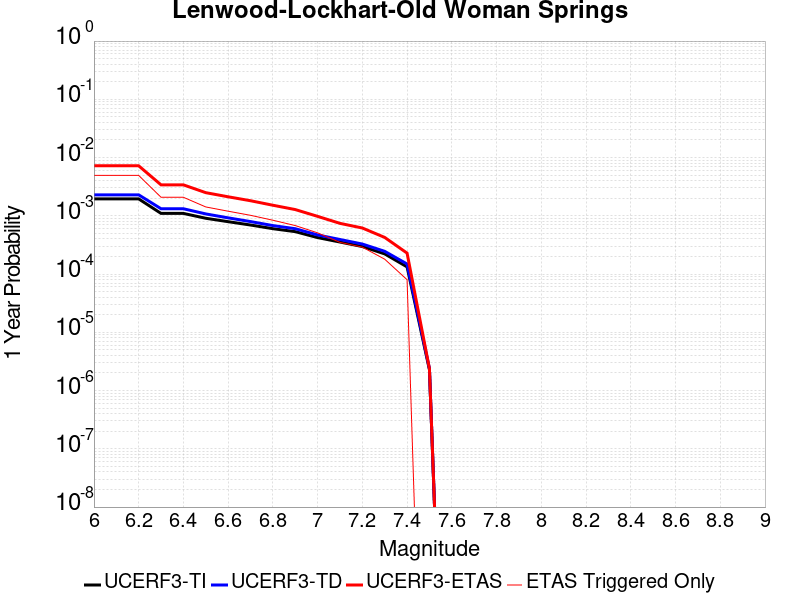 Lenwood-Lockhart-Old Woman Springs
10^0
10^-1
10^-2
10^-3
10^-4
10^-5
10^-6
10^-7
10^-8
1 Year Probability
6 6.2 6.4 6.6 6.8 7 7.2 7.4 7.6 7.8 8 8.2 8.4 8.6 8.8 9
Magnitude
UCERF3-TI UCERF3-TD UCERF3-ETAS ETAS Triggered Only